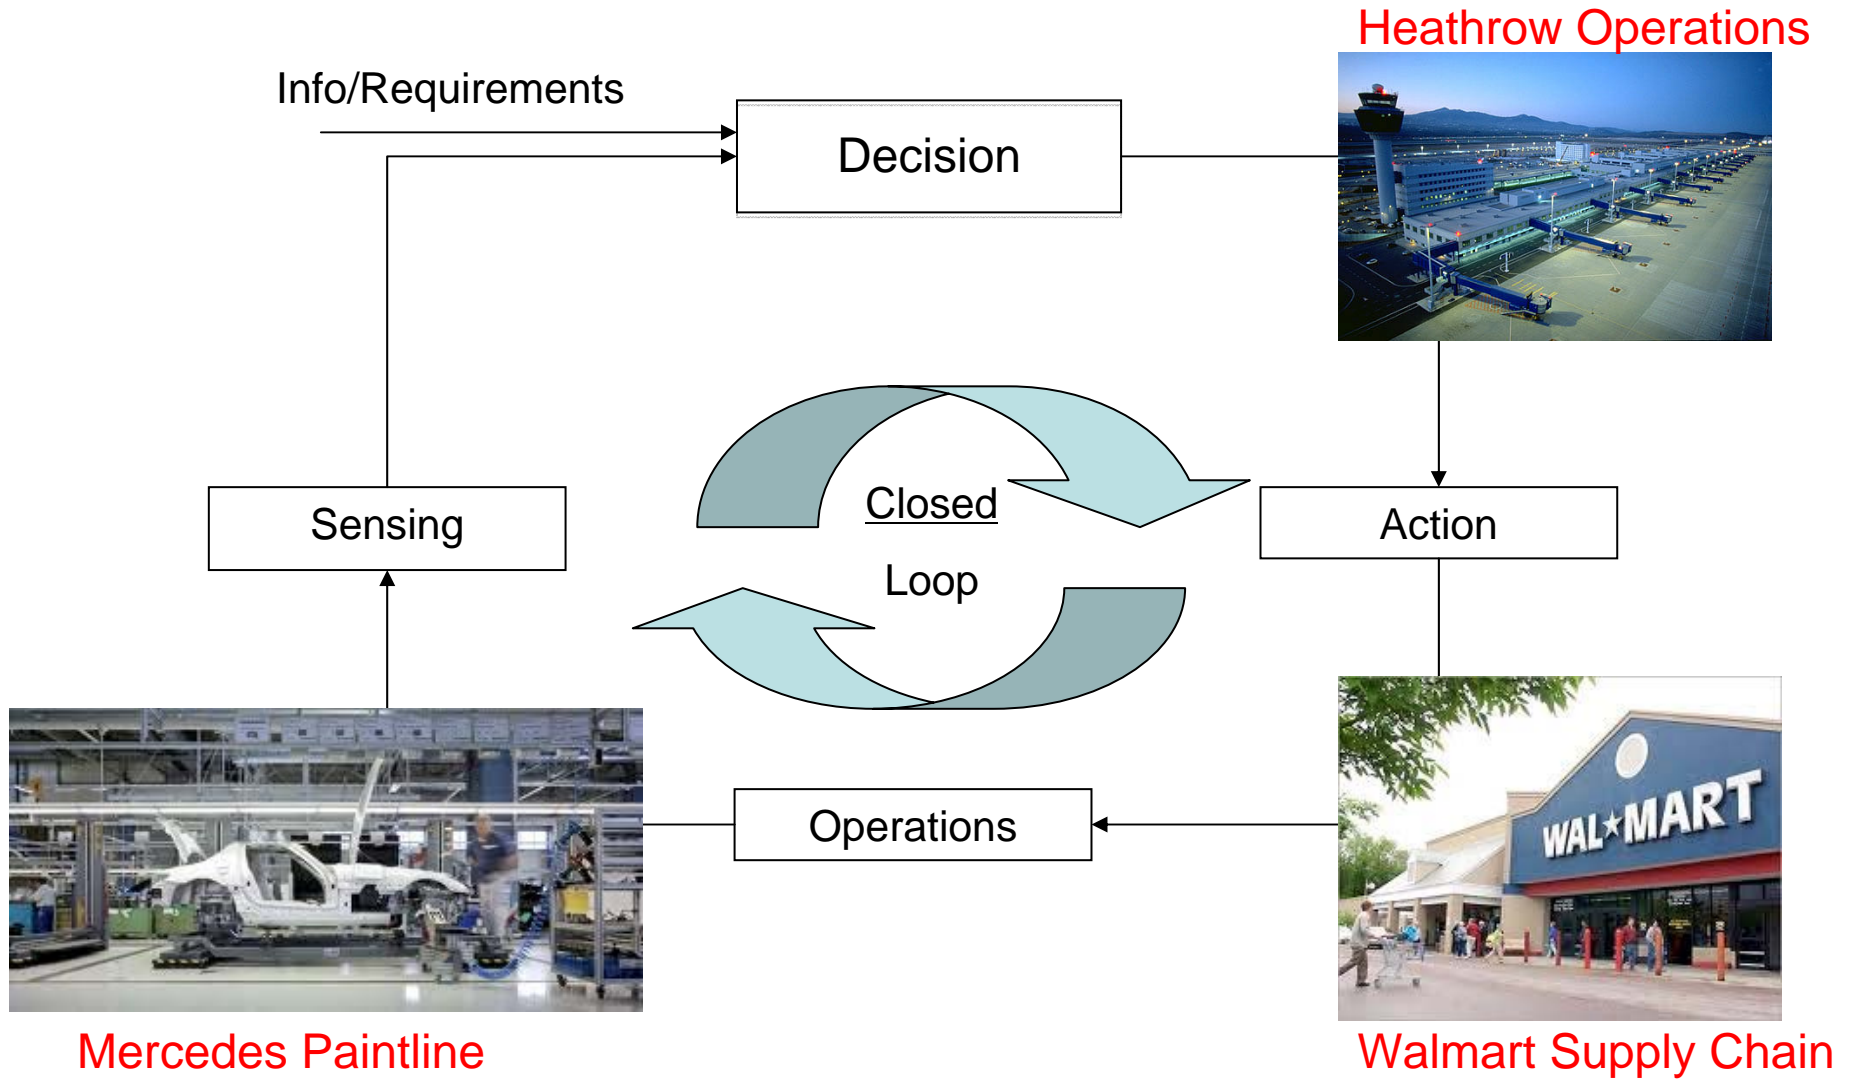 Heathrow Operations
Info/Requirements
Decision
Closed
Loop
Sensing
Action
Operations
WAL★MART
Mercedes Paintline
Walmart Supply Chain